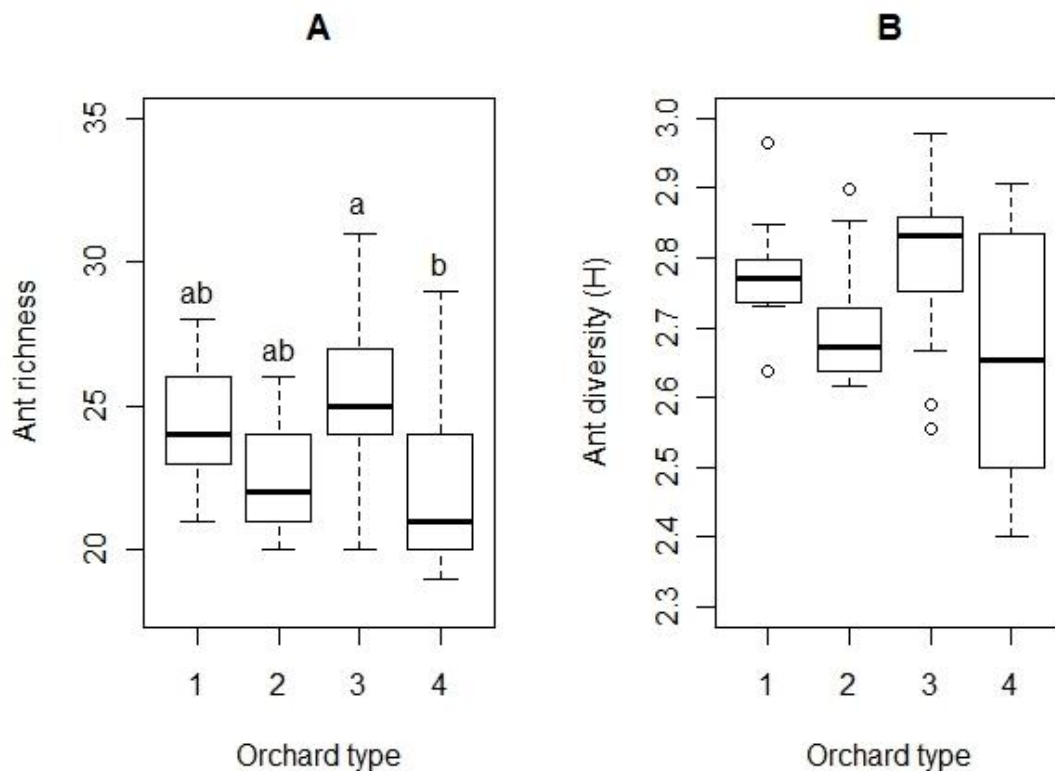 A
Ant richness
35
30
25
20
ab
ab
a
b
1 2 3 4
Orchard type
B
Ant diversity (H)
3.0
2.9
2.8
2.7
2.6
2.5
2.4
2.3
1 2 3 4
Orchard type